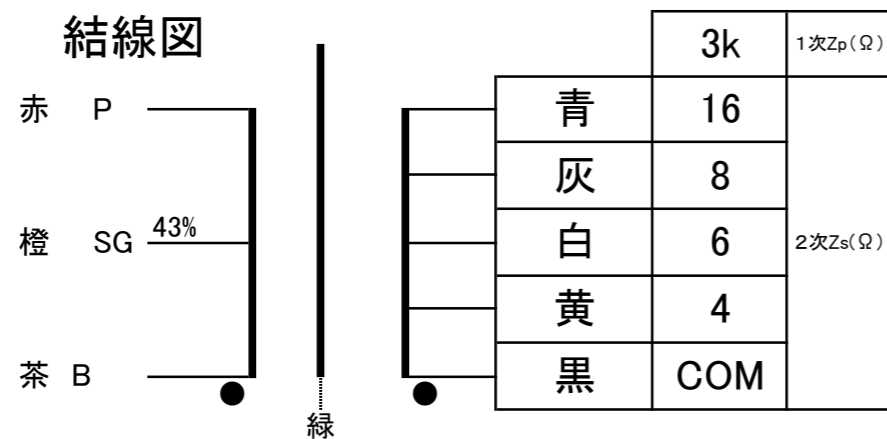 結線図
3k 1次Zp(Ω)
赤 P 青 16
灰 8
橙 SG 43% 白 6 2次Zs(Ω)
黄 4
茶 B 黒 COM
緑